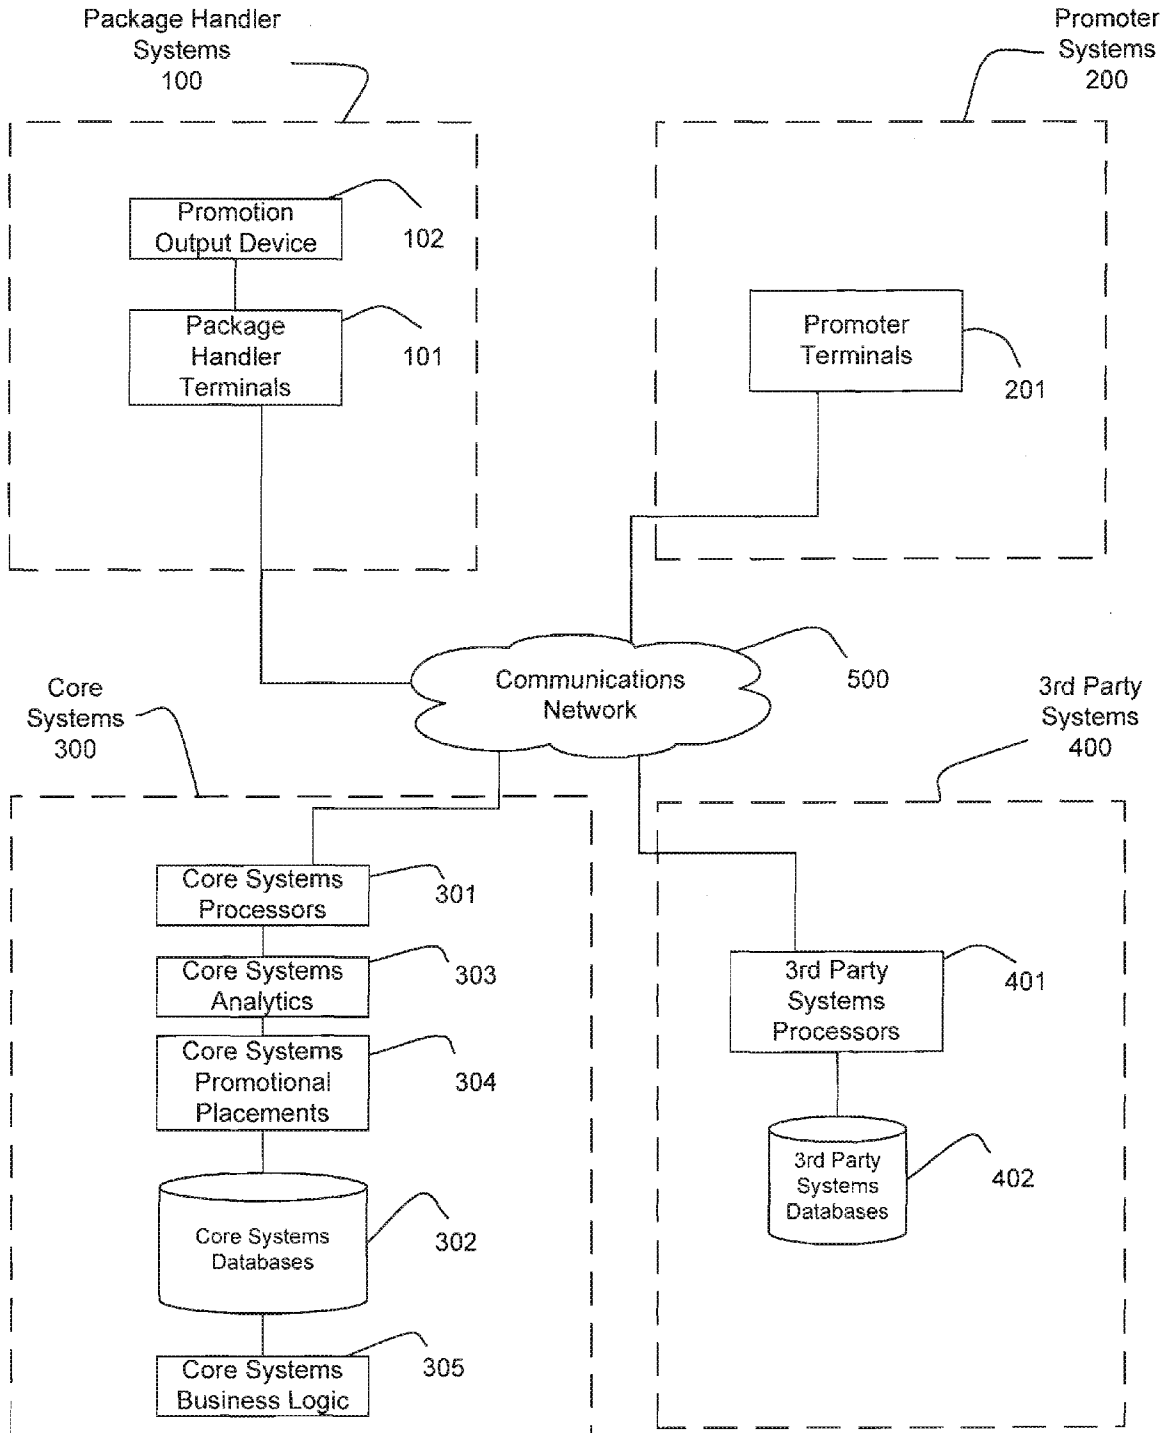 Package Handler
Systems
100
Promoter
Systems
200
Promotion
Output Device
102
Package
Handler
Terminals
101
Promoter
Terminals
201
Communications
Network
500
Core
Systems
300
3rd Party
Systems
400
Core Systems
Processors
301
Core Systems
Analytics
303
Core Systems
Promotional
Placements
304
Core Systems
Databases
302
Core Systems
Business Logic
305
3rd Party
Systems
Processors
401
3rd Party
Systems
Databases
402